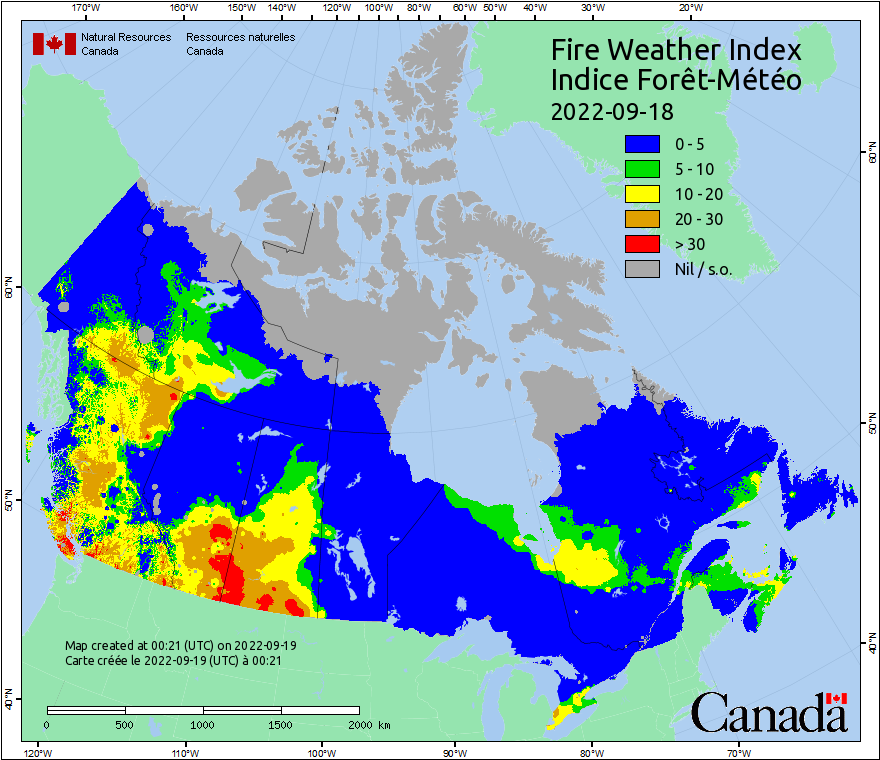 170°W 160°W 150°W 140°W 130°W 120°W 110°W 100°W 90°W 80°W 70°W 60°W 50°W 40°W 30°W 20°W
Natural Resources Canada
Ressources naturelles Canada
Fire Weather Index
Indice Forêt-Météo
2022-09-18
0 - 5
5 - 10
10 - 20
20 - 30
> 30
Nil / s.o.
60°N
60°N
50°N
50°N
40°N
40°N
Map created at 00:21 (UTC) on 2022-09-19
Carte créée le 2022-09-19 (UTC) à 00:21
0 500 1000 1500 2000 km
Canada
120°W 110°W 100°W 90°W 80°W 70°W